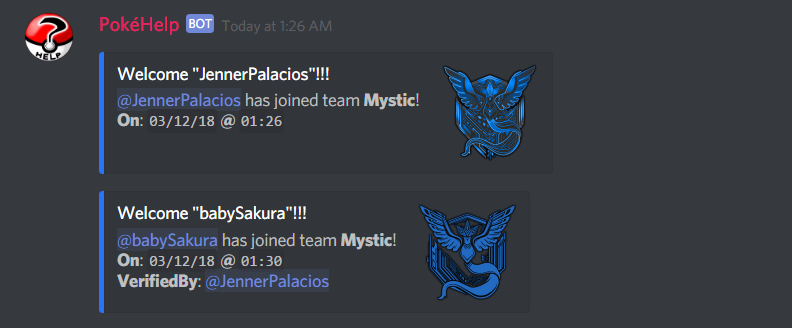 PokéHelp BOT Today at 1:26 AM
HELP
Welcome "JennerPalacios"!!!
@JennerPalacios has joined team Mystic!
On: 03/12/18 @ 01:26
Welcome "babySakura"!!!
@babySakura has joined team Mystic!
On: 03/12/18 @ 01:30
VerifiedBy: @JennerPalacios